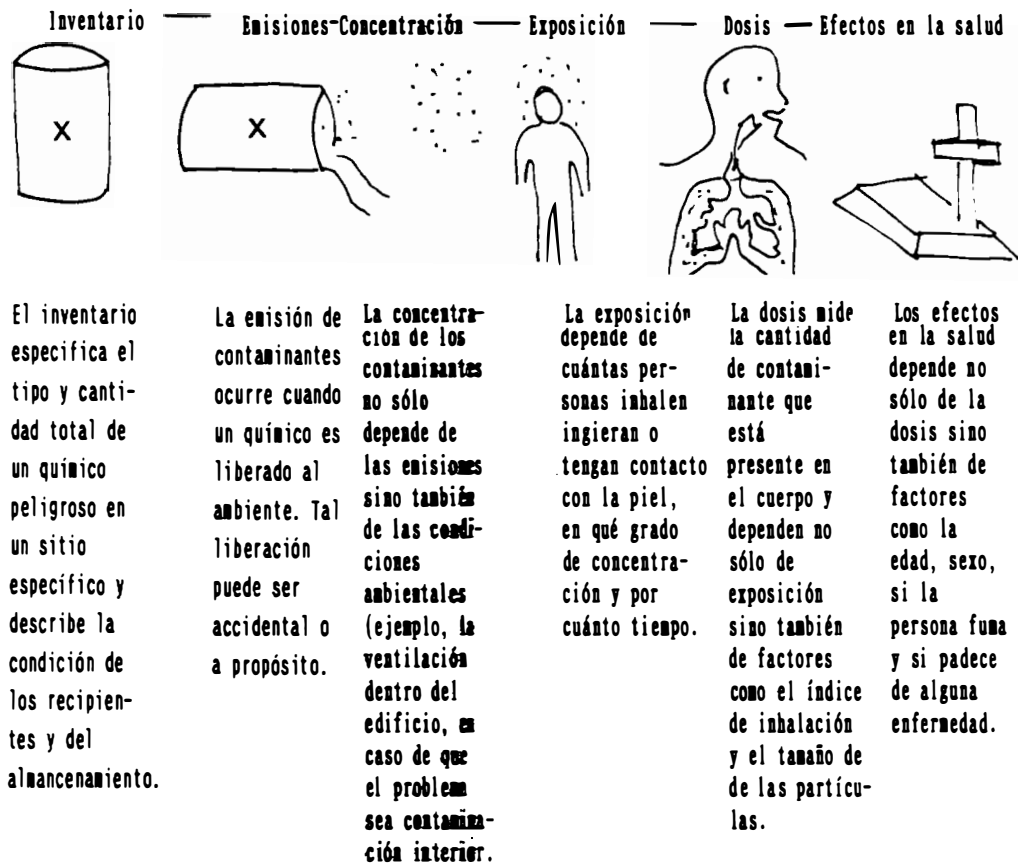 Inventario — Emisiones-Concentración — Exposición — Dosis — Efectos en la salud
X
X
El inventario
especifica el
tipo y canti-
dad total de
un químico
peligroso en
un sitio
específico y
describe la
condición de
los recipien-
tes y del
almancenamiento.
La emisión de
contaminantes
ocurre cuando
un químico es
liberado al
ambiente. Tal
liberación
puede ser
accidental o
a propósito.
La concentra-
ción de los
contaminantes
no sólo
depende de
las emisiones
sino también
de las condi-
ciones
ambientales
(ejemplo, la
ventilación
dentro del
edificio, en
caso de que
el problema
sea contamina-
ción interior.
La exposición
depende de
cuántas per-
sonas inhalen
ingieran o
tengan contacto
con la piel,
en qué grado
de concentra-
ción y por
cuánto tiempo.
La dosis mide
la cantidad
de contami-
nante que
está
presente en
el cuerpo y
dependen no
sólo de
exposición
sino también
de factores
como el índice
de inhalación
y el tamaño de
de las partícu-
las.
Los efectos
en la salud
depende no
sólo de la
dosis sino
también de
factores
como la
edad, sexo,
si la
persona fuma
y si padece
de alguna
enfermedad.